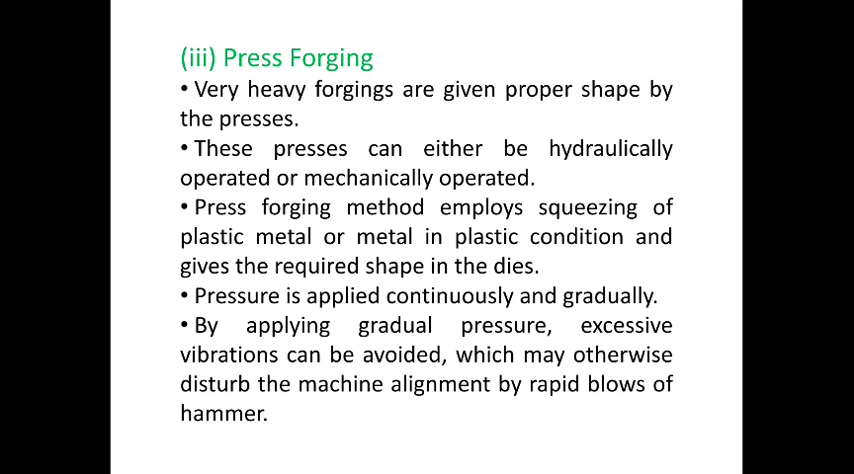 (iii) Press Forging
• Very heavy forgings are given proper shape by
the presses.
• These presses can either be hydraulically
operated or mechanically operated.
• Press forging method employs squeezing of
plastic metal or metal in plastic condition and
gives the required shape in the dies.
• Pressure is applied continuously and gradually.
• By applying gradual pressure, excessive
vibrations can be avoided, which may otherwise
disturb the machine alignment by rapid blows of
hammer.